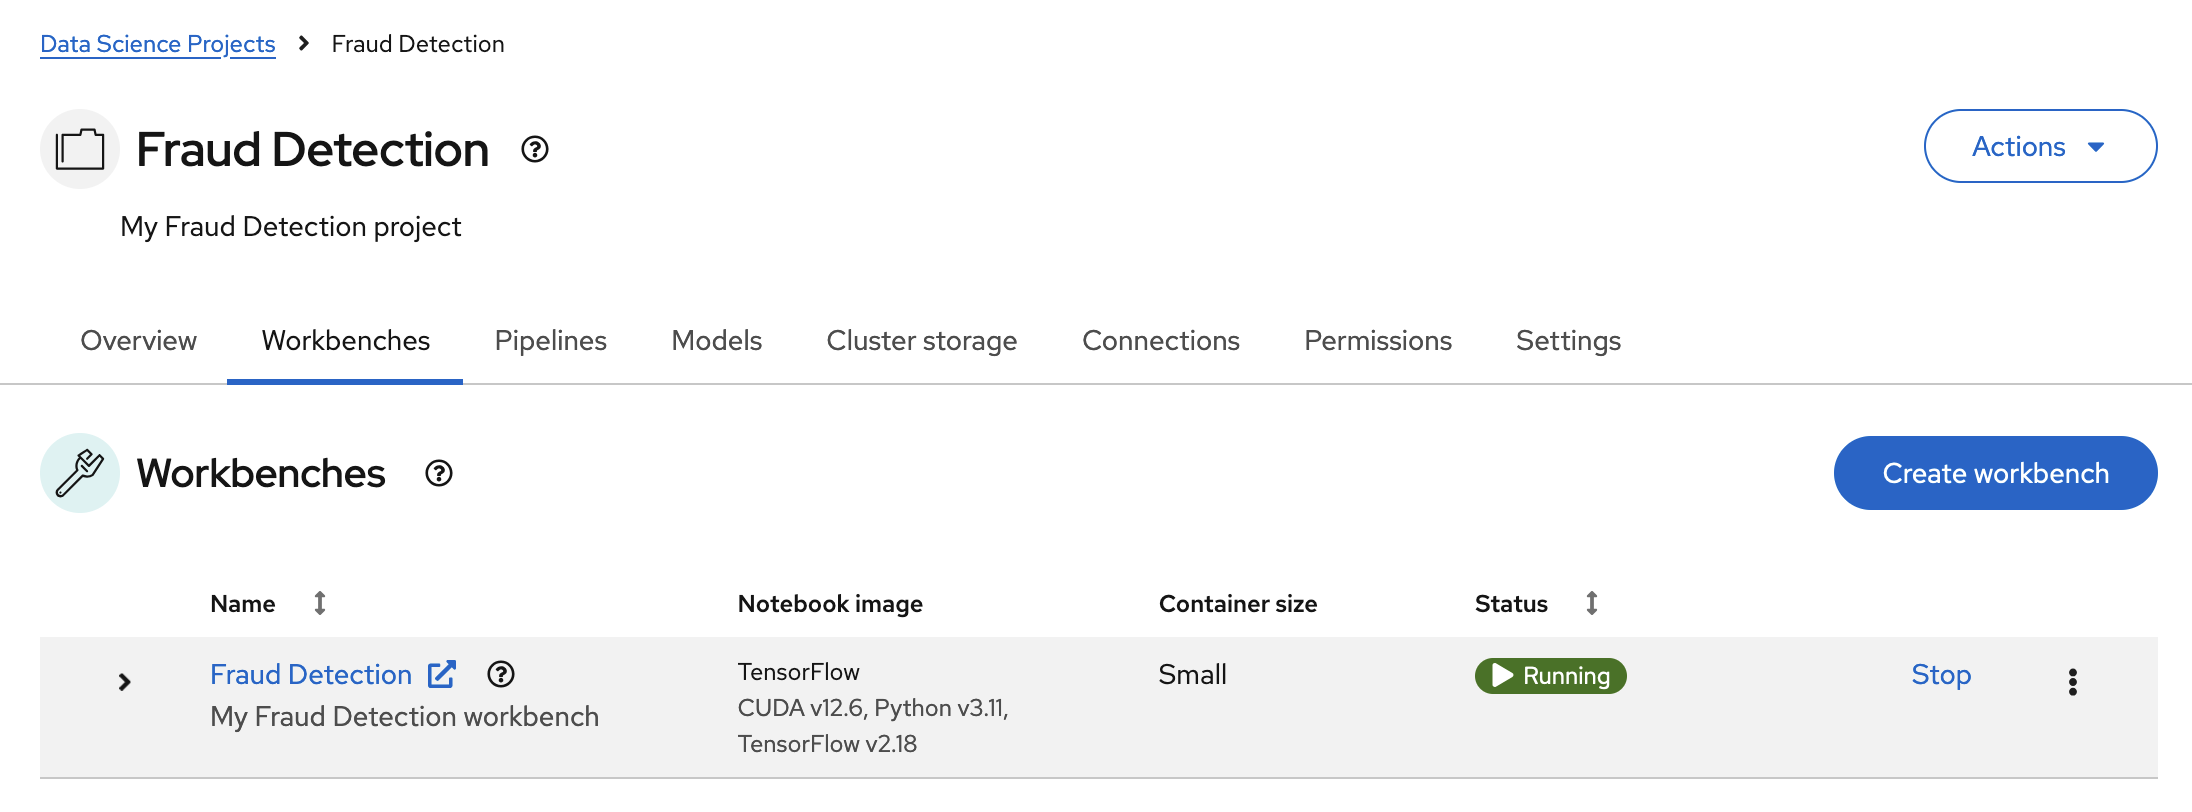 Data Science Projects > Fraud Detection
Fraud Detection
Actions
My Fraud Detection project
Overview Workbenches Pipelines Models Cluster storage Connections Permissions Settings
Workbenches
Create workbench
Name Notebook image Container size Status
Fraud Detection TensorFlow Small Running Stop
My Fraud Detection workbench CUDA v12.6, Python v3.11,
TensorFlow v2.18